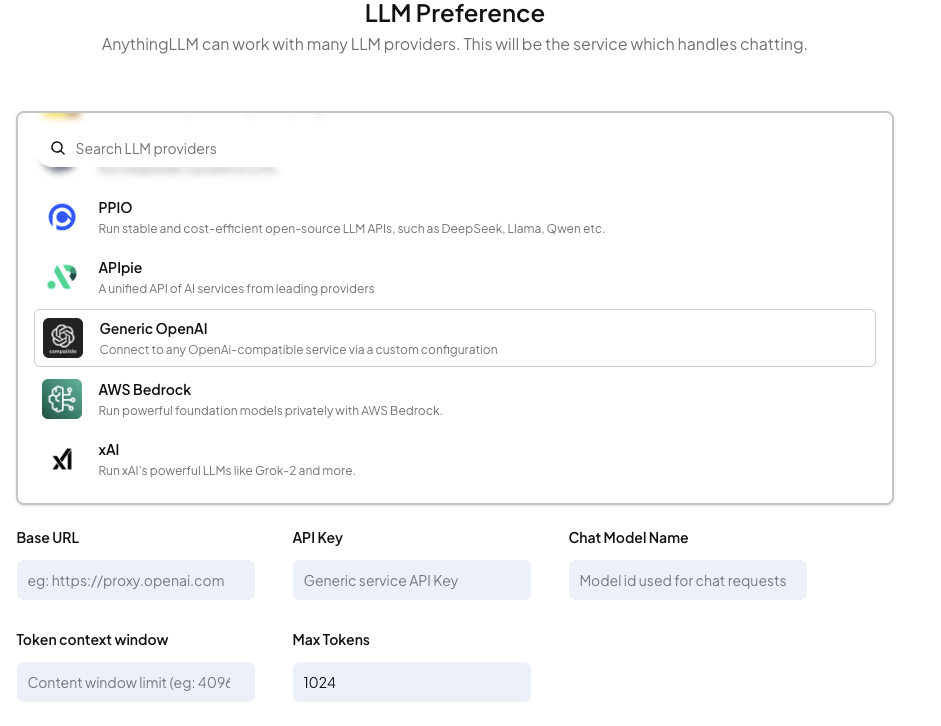 LLM Preference
AnythingLLM can work with many LLM providers. This will be the service which handles chatting.
Search LLM providers
PPIO
Run stable and cost-efficient open-source LLM APIs, such as DeepSeek, Llama, Qwen etc.
APIpie
A unified API of AI services from leading providers
compatible
Generic OpenAI
Connect to any OpenAi-compatible service via a custom configuration
AWS Bedrock
Run powerful foundation models privately with AWS Bedrock.
xAI
Run xAI's powerful LLMs like Grok-2 and more.
Base URL
API Key
Chat Model Name
eg: https://proxy.openai.com
Generic service API Key
Model id used for chat requests
Token context window
Max Tokens
Content window limit (eg: 4096
1024